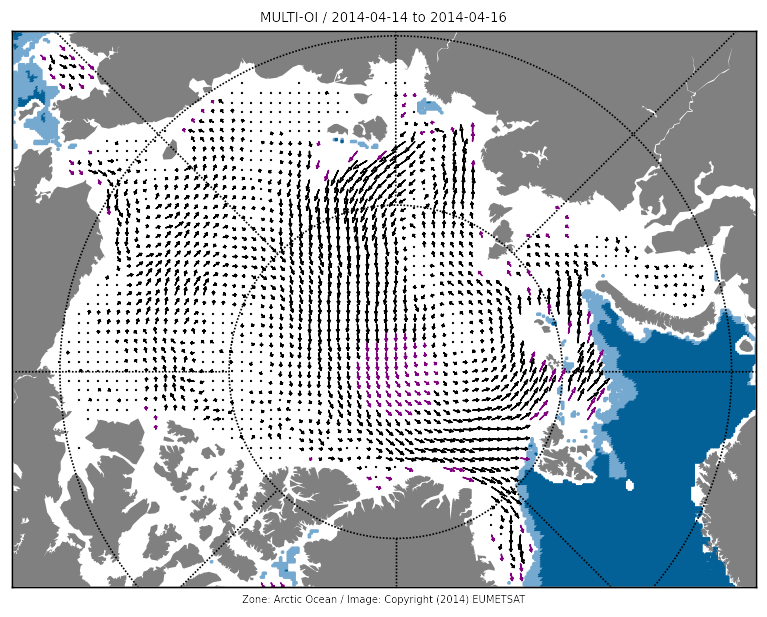 MULTI-OI / 2014-04-14 to 2014-04-16
Zone: Arctic Ocean / Image: Copyright (2014) EUMETSAT